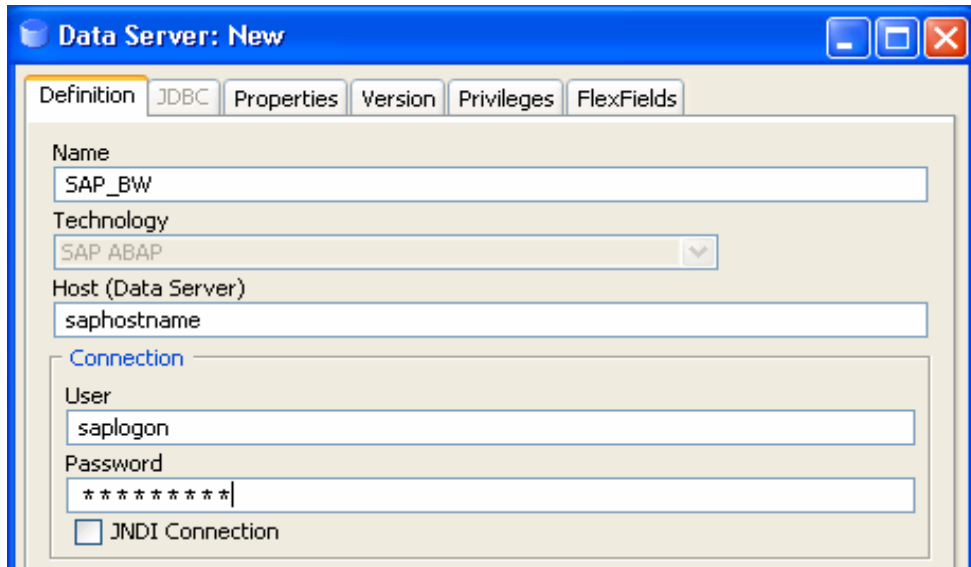 Data Server: New
Definition JDBC Properties Version Privileges FlexFields
Name
SAP_BW
Technology
SAP ABAP
Host (Data Server)
saphostname
Connection
User
saplogon
Password
*********
JNDI Connection